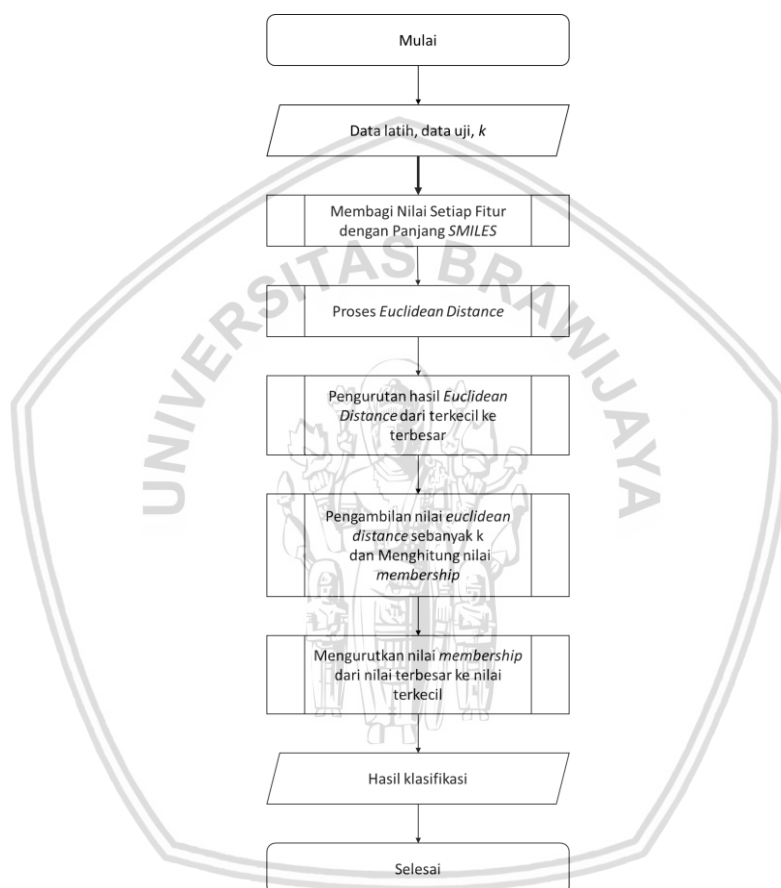 Mulai
Data latih, data uji, k
Membagi Nilai Setiap Fitur
dengan Panjang SMILES
Proses Euclidean Distance
Pengurutan hasil Euclidean
Distance dari terkecil ke
terbesar
Pengambilan nilai euclidean
distance sebanyak k
dan Menghitung nilai
membership
Mengurutkan nilai membership
dari nilai terbesar ke nilai
terkecil
Hasil klasifikasi
Selesai
UNIVERSITAS BRAWIJAYA